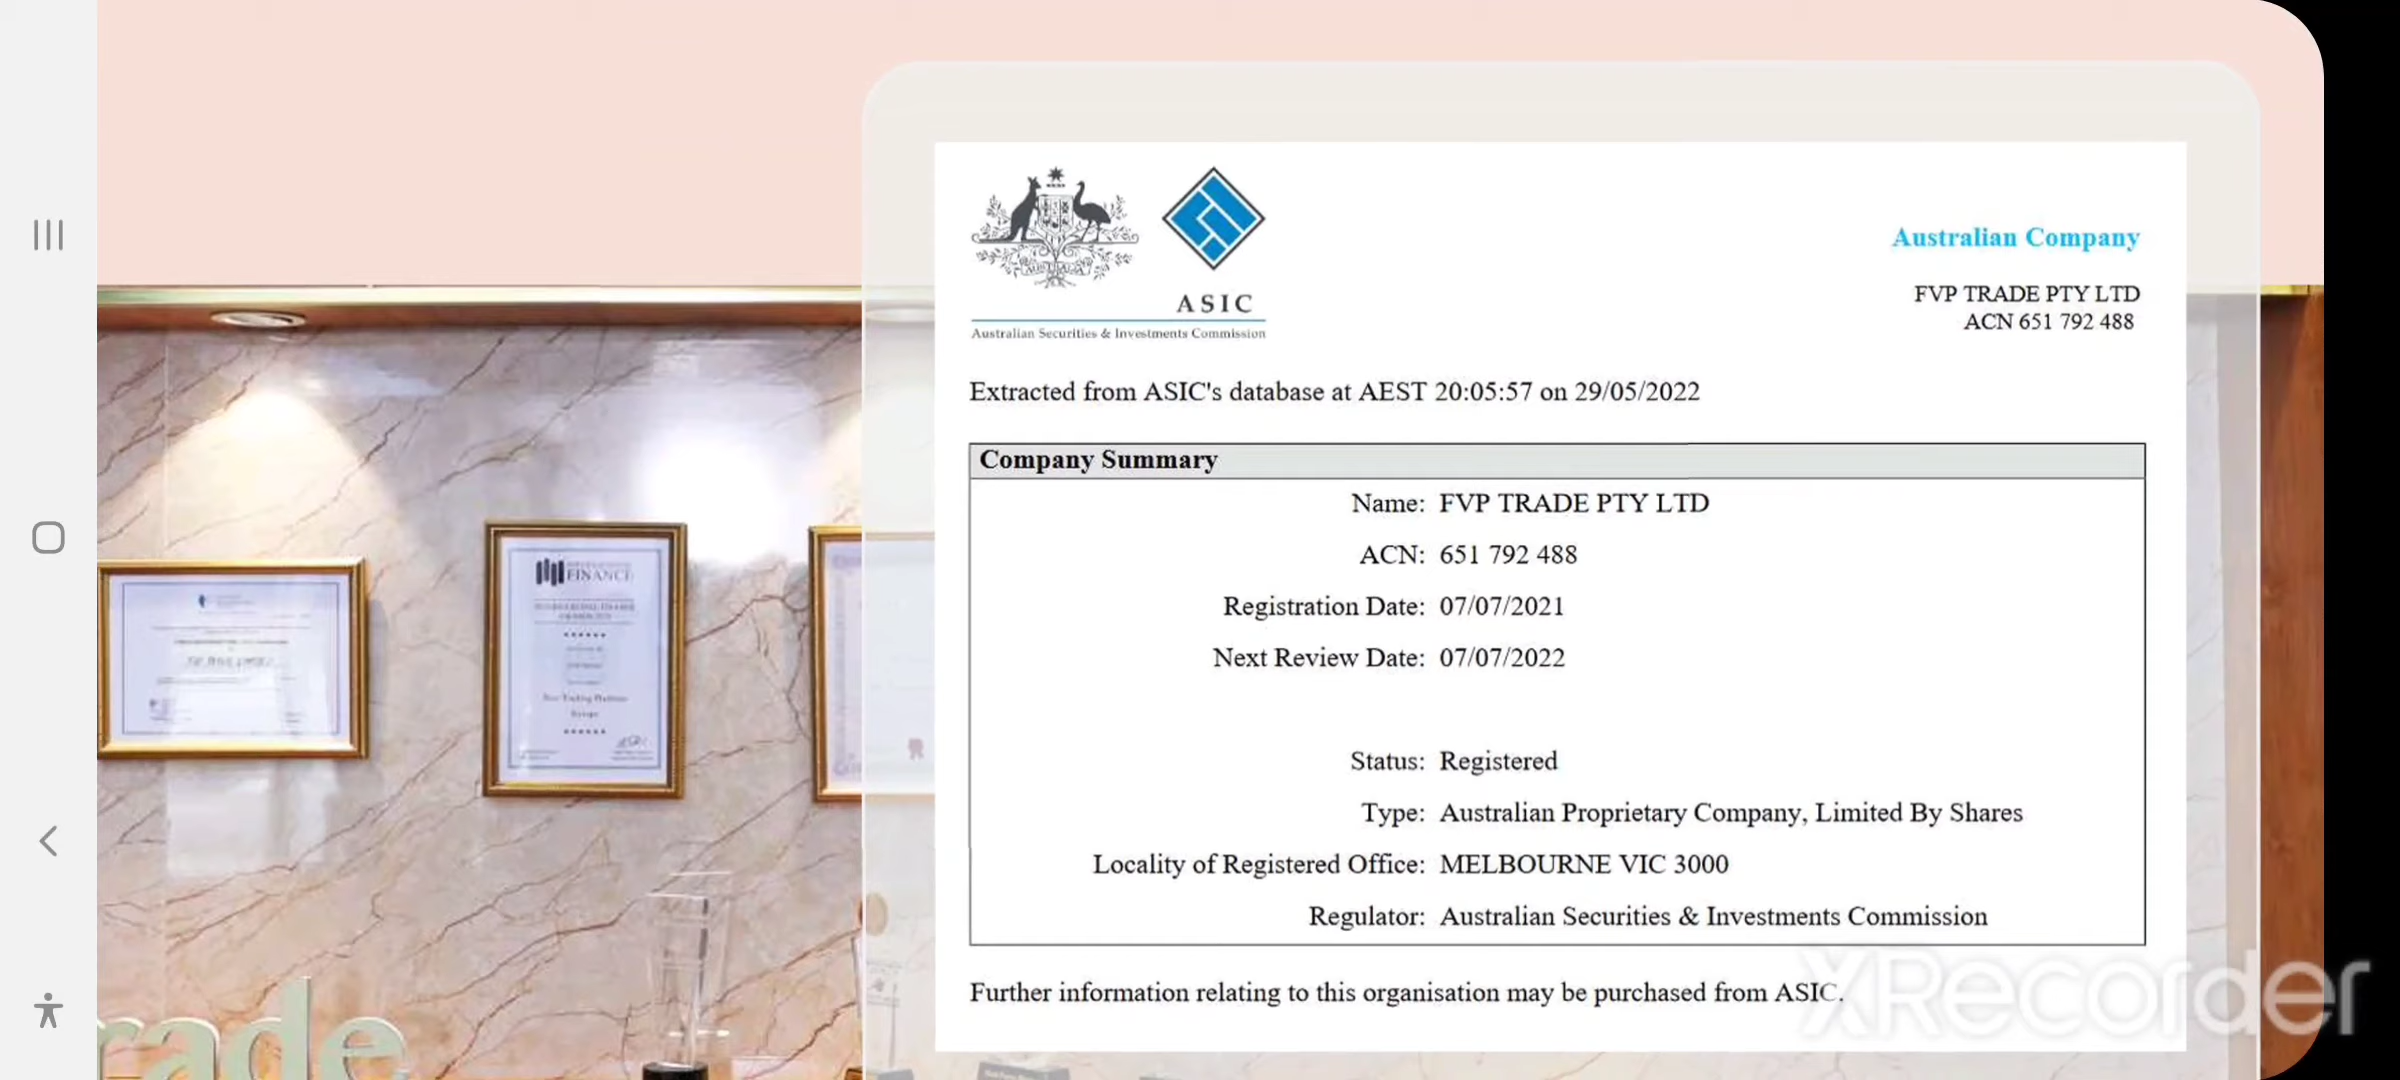 ASIC
Australian Securities & Investments Commission
Australian Company
FVP TRADE PTY LTD
ACN 651 792 488
Extracted from ASIC's database at AEST 20:05:57 on 29/05/2022
Company Summary
Name: FVP TRADE PTY LTD
ACN: 651 792 488
Registration Date: 07/07/2021
Next Review Date: 07/07/2022
Status: Registered
Type: Australian Proprietary Company, Limited By Shares
Locality of Registered Office: MELBOURNE VIC 3000
Regulator: Australian Securities & Investments Commission
Further information relating to this organisation may be purchased from ASIC.
FINANCE
rade
XRecorder